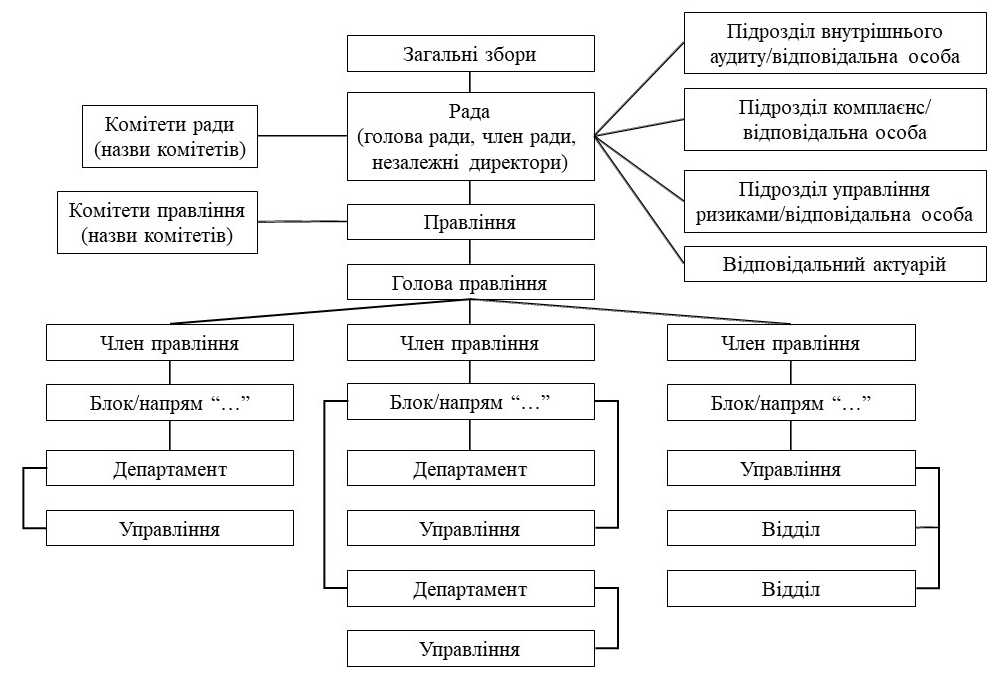 Загальні збори
Рада
(голова ради, член ради,
незалежні директори)
Комітети ради
(назви комітетів)
Комітети правління
(назви комітетів)
Правління
Голова правління
Підрозділ внутрішнього
аудиту/відповідальна особа
Підрозділ комплаєнс/
відповідальна особа
Підрозділ управління
ризиками/відповідальна особа
Відповідальний актуарій
Член правління
Блок/напрям “…”
Департамент
Управління
Член правління
Блок/напрям “…”
Департамент
Управління
Департамент
Управління
Член правління
Блок/напрям “…”
Управління
Відділ
Відділ